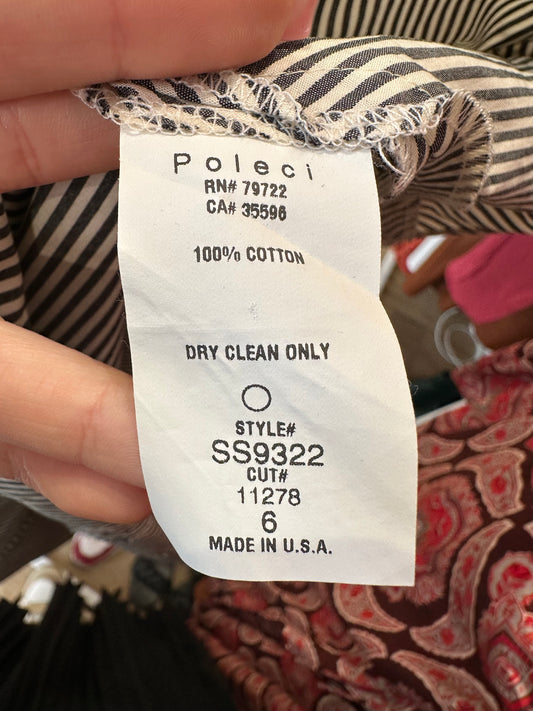 Poleci
RN# 79722
CA# 35596
100% COTTON
DRY CLEAN ONLY
STYLE#
SS9322
CUT#
11278
6
MADE IN U.S.A.